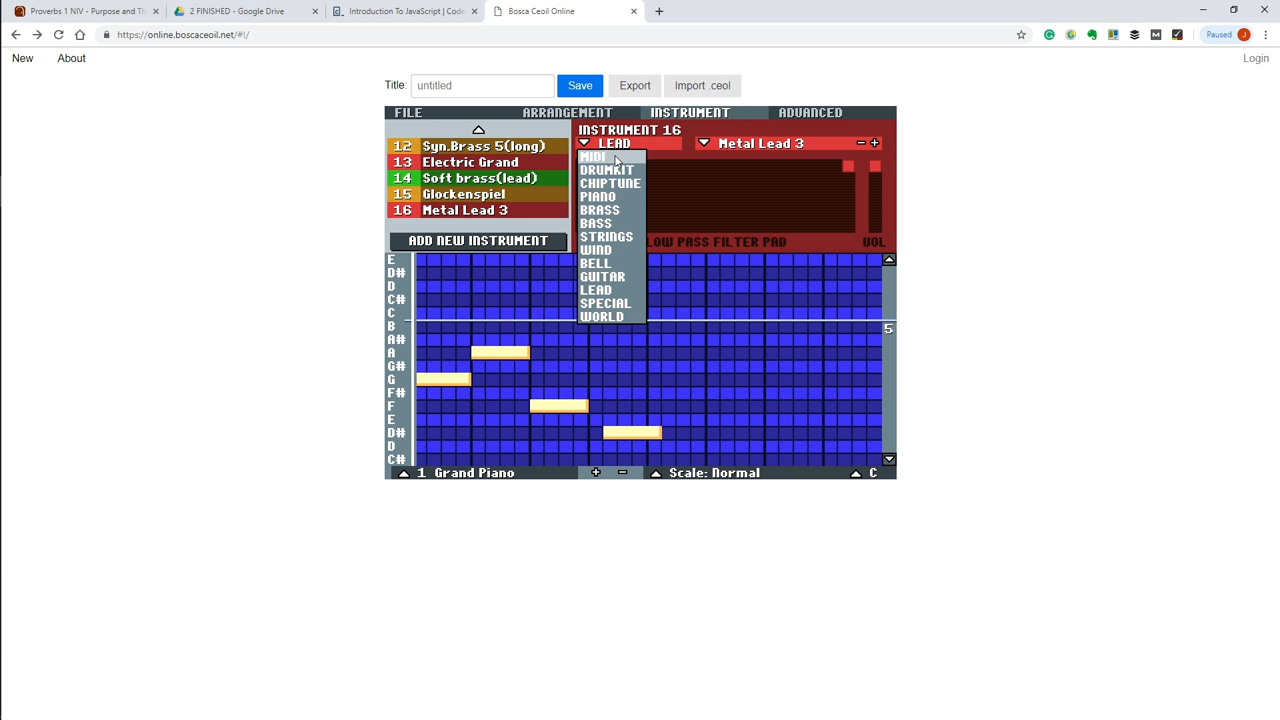 Proverbs 1 NIV - Purpose and Th
2 FINISHED - Google Drive
Introduction To JavaScript | Code
Bosca Ceoil Online
https://online.boscaceoil.net/#!/
Paused J
New About Login
Title: untitled Save Export Import .ceol
FILE ARRANGEMENT INSTRUMENT ADVANCED
INSTRUMENT 16
LEAD Metal Lead 3 - +
12 Syn.Brass 5(long)
13 Electric Grand
14 Soft brass(lead)
15 Glockenspiel
16 Metal Lead 3
ADD NEW INSTRUMENT
MIDI
DRUMKIT
CHIPTUNE
PIANO
BRASS
BASS
STRINGS
WIND
BELL
GUITAR
LEAD
SPECIAL
WORLD
LOW PASS FILTER PAD VOL
E
D#
D
C#
C
B
5
A#
A
G#
G
F#
F
E
D#
D
C#
1 Grand Piano + - Scale: Normal C